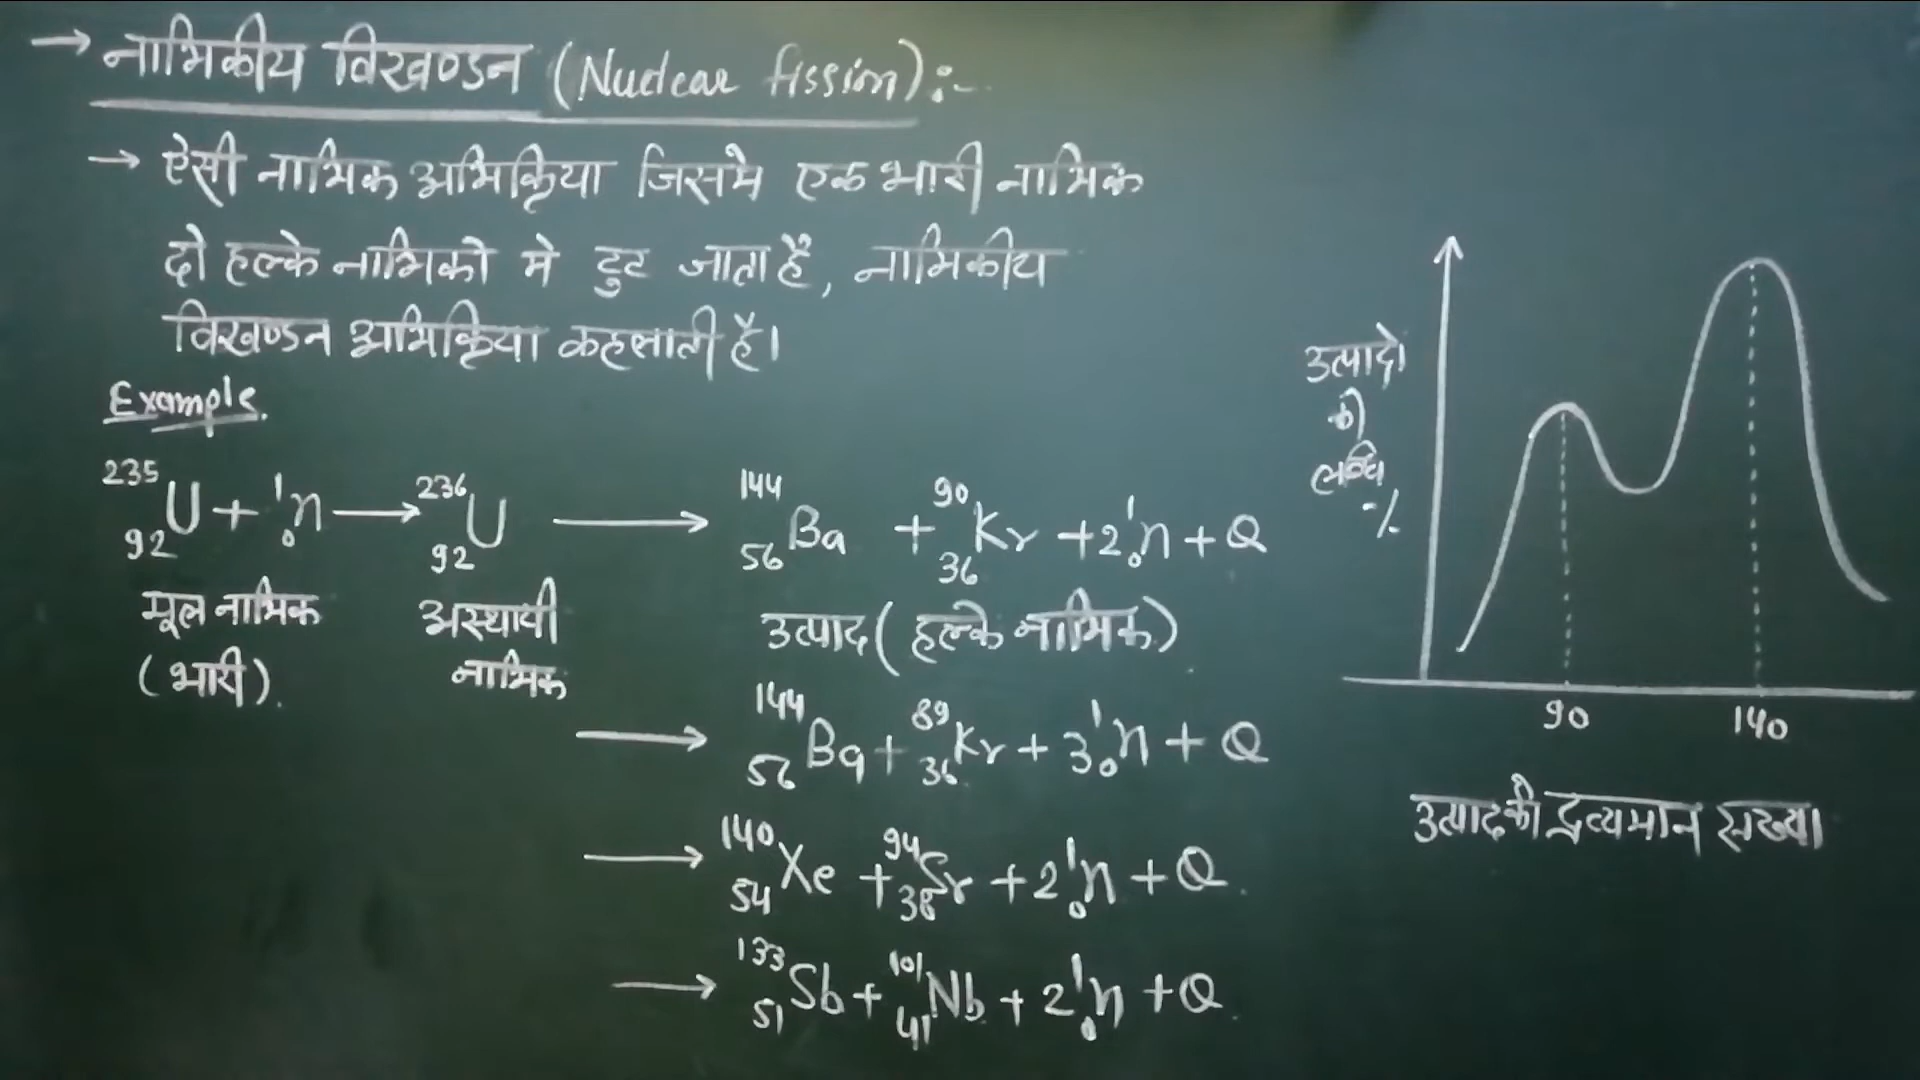 → नाभिकीय विखण्डन (Nuclear fission):-
→ ऐसी नाभिक अभिक्रिया जिसमे एक भारी नाभिक
दो हल्के नाभिको मे टुट जाता है, नाभिकीय
विखण्डन अभिक्रिया कहलाती है।
Example.
²³⁵₉₂U + ¹₀n ⟶ ²³⁶₉₂U ⟶ ¹⁴⁴₅₆Ba + ⁹⁰₃₆Kr + 2¹₀n + Q
मूल नाभिक अस्थायी उत्पाद (हल्के नाभिक)
(भारी). नाभिक
⟶ ¹⁴⁴₅₆Ba + ⁸⁹₃₆Kr + 3¹₀n + Q
⟶ ¹⁴⁰₅₄Xe + ⁹⁴₃₈Sr + 2¹₀n + Q.
⟶ ¹³³₅₁Sb + ¹⁰¹₄₁Nb + 2¹₀n + Q.
उत्पादो
की
लब्धि
%
90 140
उत्पाद की द्रव्यमान सख्या